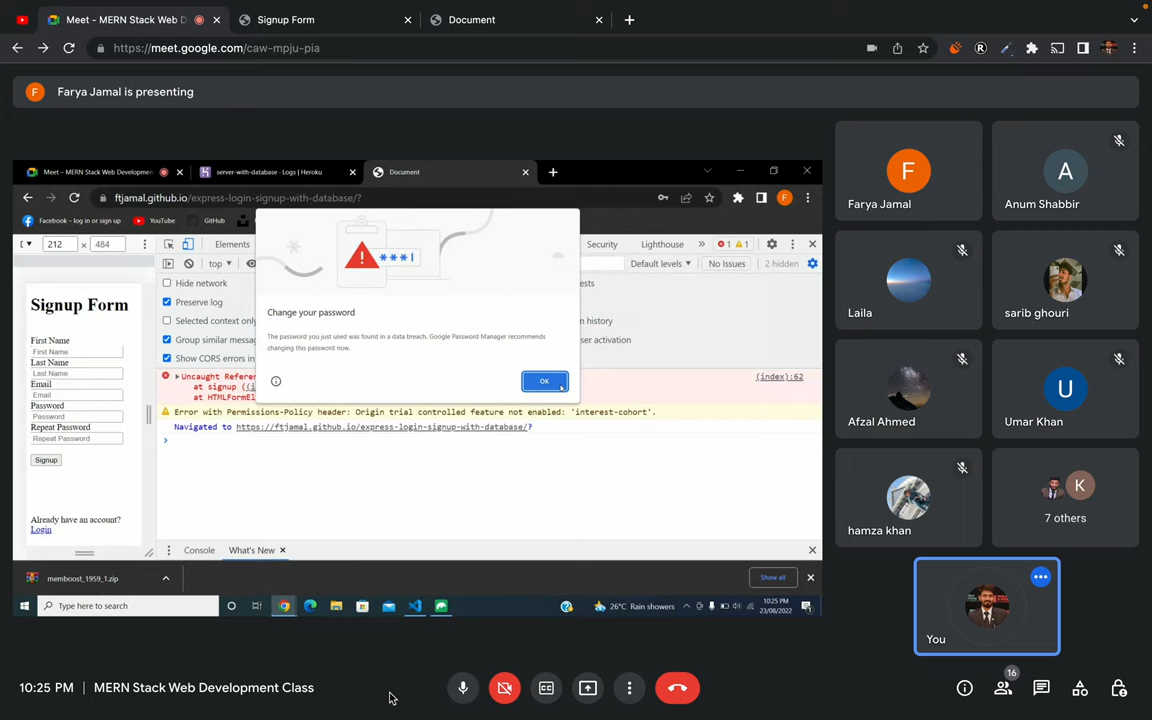 Meet - MERN Stack Web D
Signup Form
Document
https://meet.google.com/caw-mpju-pia
F
Farya Jamal is presenting
Meet – MERN Stack Web Developmen
server-with-database · Logs | Heroku
Document
ftjamal.github.io/express-login-signup-with-database/?
F
Facebook – log in or sign up
YouTube
GitHub
212 × 484
Elements
Security
Lighthouse
1
1
top
Default levels
No Issues
2 hidden
Hide network
Preserve log
Selected context only
Group similar messa
Show CORS errors in
***|
Change your password
The password you just used was found in a data breach. Google Password Manager recommends
changing this password now.
OK
Signup Form
First Name
First Name
Last Name
Last Name
Email
Email
Password
Password
Repeat Password
Repeat Password
Signup
Already have an account?
Login
Uncaught Refere
(index):62
at signup ((i
at HTMLFormEl
Error with Permissions-Policy header: Origin trial controlled feature not enabled: 'interest-cohort'.
Navigated to https://ftjamal.github.io/express-login-signup-with-database/?
Console
What's New
memboost_1959_1.zip
Show all
Type here to search
26°C Rain showers
10:25 PM
23/08/2022
F
Farya Jamal
A
Anum Shabbir
Laila
sarib ghouri
Afzal Ahmed
U
Umar Khan
hamza khan
K
7 others
You
10:25 PM
MERN Stack Web Development Class
16